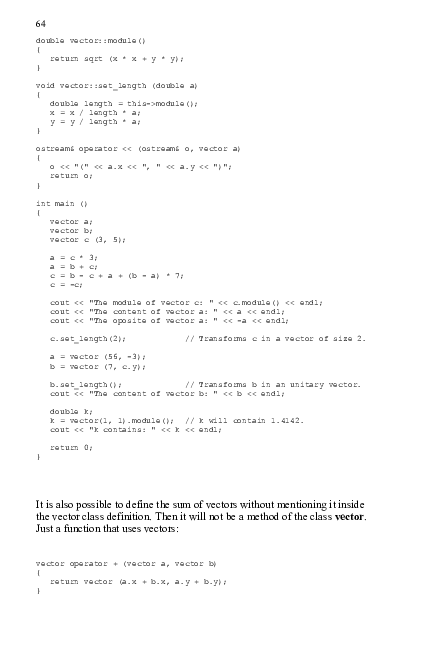 64
double vector::module()
{
return sqrt (x * x + y * y);
}
void vector::set_length (double a)
{
double length = this->module();
x = x / length * a;
y = y / length * a;
}
ostream& operator << (ostream& o, vector a)
{
o << "(" << a.x << ", " << a.y << ")";
return o;
}
int main ()
{
vector a;
vector b;
vector c (3, 5);
a = c * 3;
a = b + c;
c = b - c + a + (b - a) * 7;
c = -c;
cout << "The module of vector c: " << c.module() << endl;
cout << "The content of vector a: " << a << endl;
cout << "The oposite of vector a: " << -a << endl;
c.set_length(2); // Transforms c in a vector of size 2.
a = vector (56, -3);
b = vector (7, c.y);
b.set_length(); // Transforms b in an unitary vector.
cout << "The content of vector b: " << b << endl;
double k;
k = vector(1, 1).module(); // k will contain 1.4142.
cout << "k contains: " << k << endl;
return 0;
}
It is also possible to define the sum of vectors without mentioning it inside
the vector class definition. Then it will not be a method of the class vector.
Just a function that uses vectors:
vector operator + (vector a, vector b)
{
return vector (a.x + b.x, a.y + b.y);
}